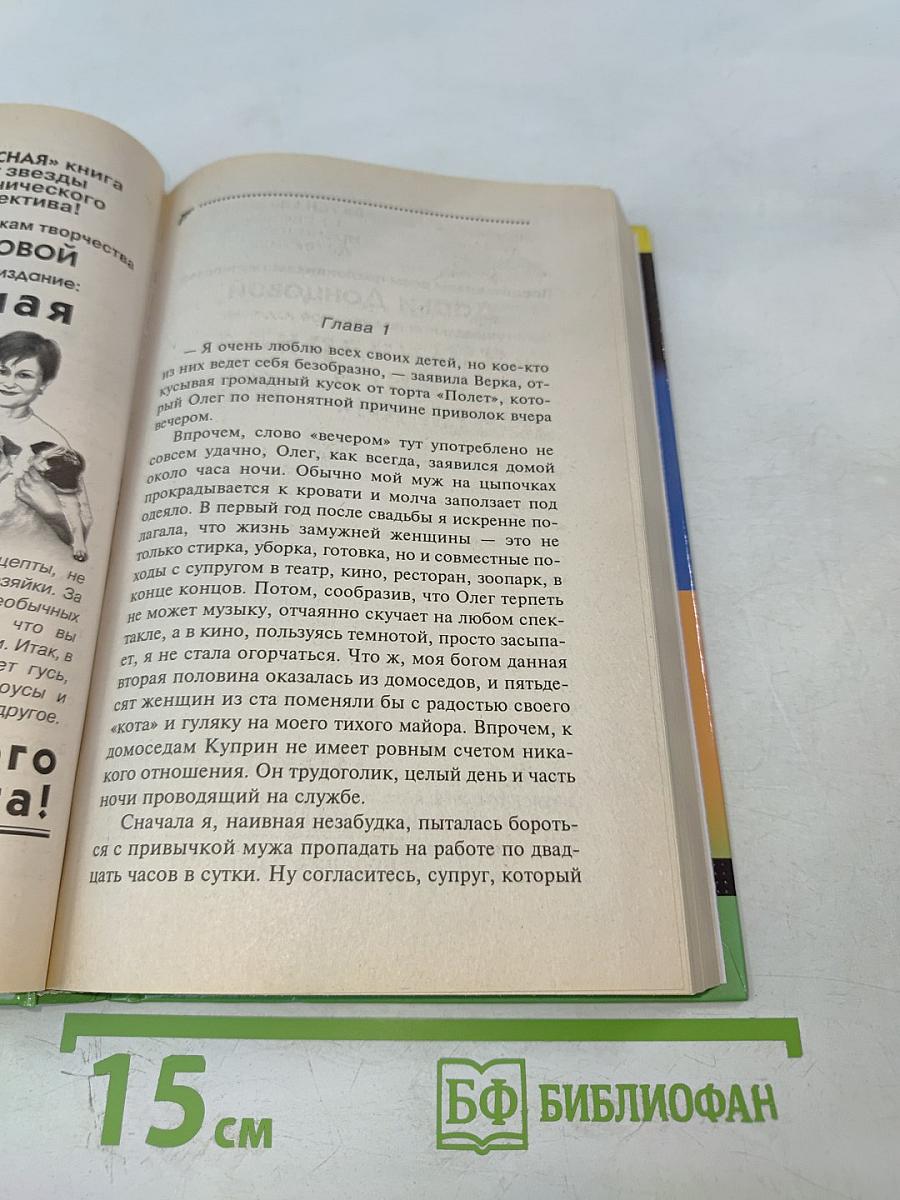 СНАЯ» книга
звезды
ического
ектива!
кам творчества
ОВОЙ
издание:
ная
цепты, не
зяйки. За
еобычных
что вы
и. Итак, в
ет гусь,
оусы и
другое.
ого
та!
Глава 1
— Я очень люблю всех своих детей, но кое-кто
из них ведет себя безобразно, — заявила Верка, от-
кусывая громадный кусок от торта «Полет», кото-
рый Олег по непонятной причине приволок вчера
вечером.
Впрочем, слово «вечером» тут употреблено не
совсем удачно, Олег, как всегда, заявился домой
около часа ночи. Обычно мой муж на цыпочках
прокрадывается к кровати и молча заползает под
одеяло. В первый год после свадьбы я искренне по-
лагала, что жизнь замужней женщины — это не
только стирка, уборка, готовка, но и совместные по-
ходы с супругом в театр, кино, ресторан, зоопарк, в
конце концов. Потом, сообразив, что Олег терпеть
не может музыку, отчаянно скучает на любом спек-
такле, а в кино, пользуясь темнотой, просто засыпа-
ет, я не стала огорчаться. Что ж, моя богом данная
вторая половина оказалась из домоседов, и пятьде-
сят женщин из ста поменяли бы с радостью своего
«кота» и гуляку на моего тихого майора. Впрочем, к
домоседам Куприн не имеет ровным счетом ника-
кого отношения. Он трудоголик, целый день и часть
ночи проводящий на службе.
Сначала я, наивная незабудка, пыталась бороть-
ся с привычкой мужа пропадать на работе по двад-
цать часов в сутки. Ну согласитесь, супруг, который
15 см
БФ БИБЛИОФАН